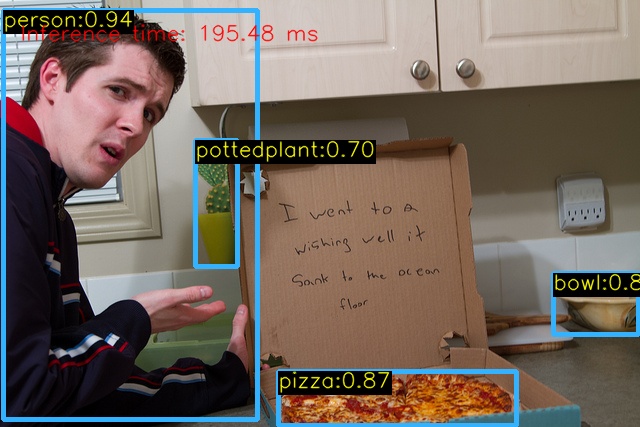 person:0.94
Inference time: 195.48 ms
pottedplant:0.70
I went to a
wishing well it
Sank to the ocean
floor
bowl:0.8
pizza:0.87